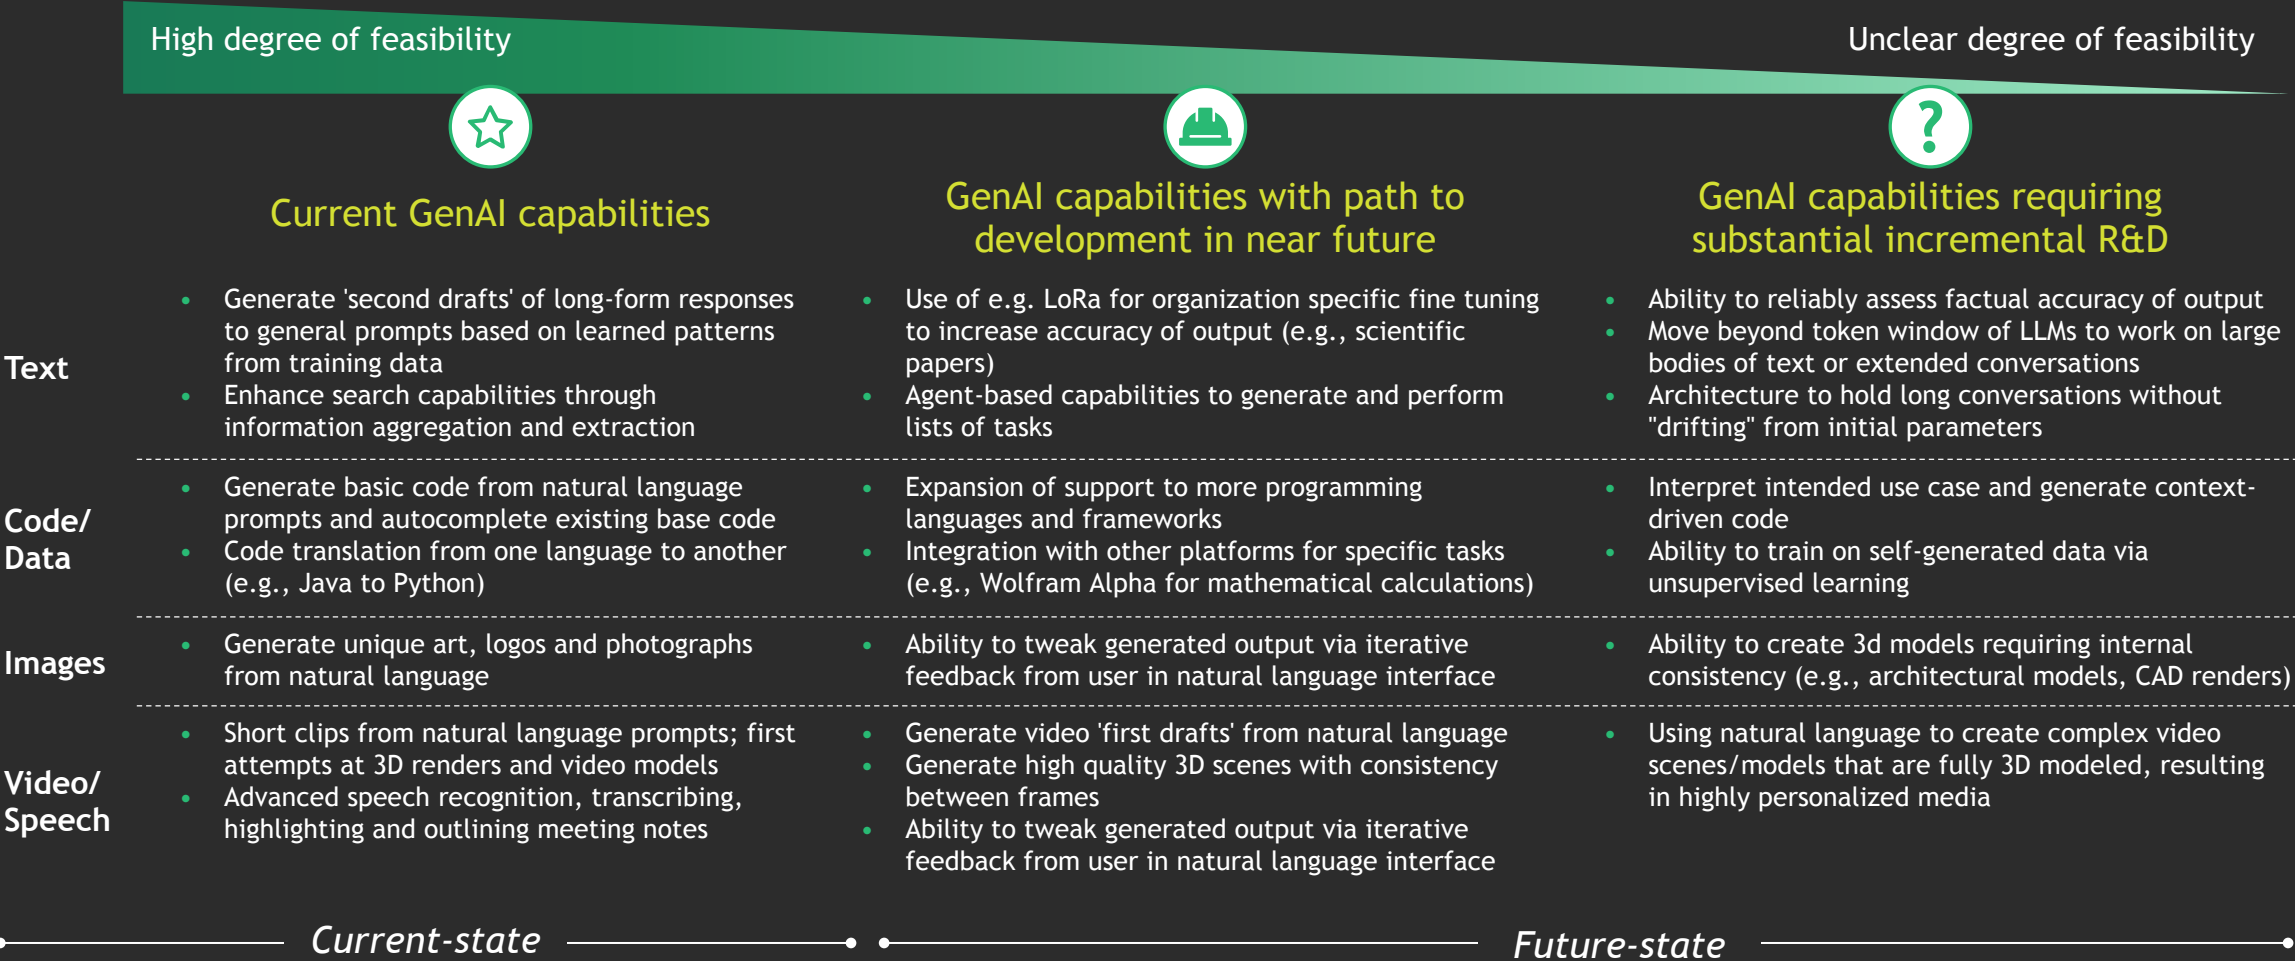 High degree of feasibility
Unclear degree of feasibility
Current GenAI capabilities
GenAI capabilities with path to
development in near future
GenAI capabilities requiring
substantial incremental R&D
Text
• Generate 'second drafts' of long-form responses
to general prompts based on learned patterns
from training data
• Enhance search capabilities through
information aggregation and extraction
• Use of e.g. LoRa for organization specific fine tuning
to increase accuracy of output (e.g., scientific
papers)
• Agent-based capabilities to generate and perform
lists of tasks
• Ability to reliably assess factual accuracy of output
• Move beyond token window of LLMs to work on large
bodies of text or extended conversations
• Architecture to hold long conversations without
"drifting" from initial parameters
Code/
Data
• Generate basic code from natural language
prompts and autocomplete existing base code
• Code translation from one language to another
(e.g., Java to Python)
• Expansion of support to more programming
languages and frameworks
• Integration with other platforms for specific tasks
(e.g., Wolfram Alpha for mathematical calculations)
• Interpret intended use case and generate context-
driven code
• Ability to train on self-generated data via
unsupervised learning
Images
• Generate unique art, logos and photographs
from natural language
• Ability to tweak generated output via iterative
feedback from user in natural language interface
• Ability to create 3d models requiring internal
consistency (e.g., architectural models, CAD renders)
Video/
Speech
• Short clips from natural language prompts; first
attempts at 3D renders and video models
• Advanced speech recognition, transcribing,
highlighting and outlining meeting notes
• Generate video 'first drafts' from natural language
• Generate high quality 3D scenes with consistency
between frames
• Ability to tweak generated output via iterative
feedback from user in natural language interface
• Using natural language to create complex video
scenes/models that are fully 3D modeled, resulting
in highly personalized media
Current-state
Future-state